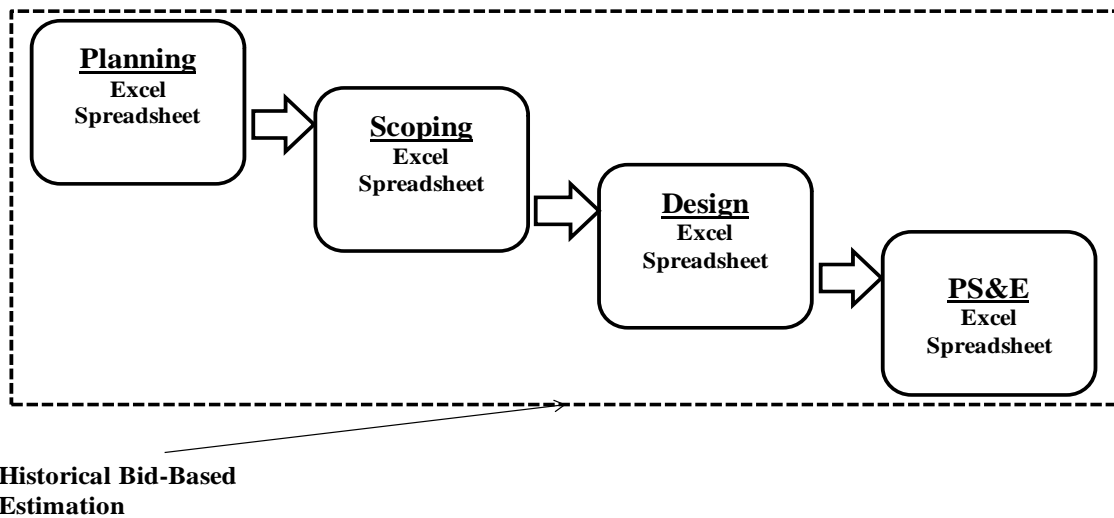 Planning
Excel
Spreadsheet
Scoping
Excel
Spreadsheet
Design
Excel
Spreadsheet
PS&E
Excel
Spreadsheet
Historical Bid-Based
Estimation